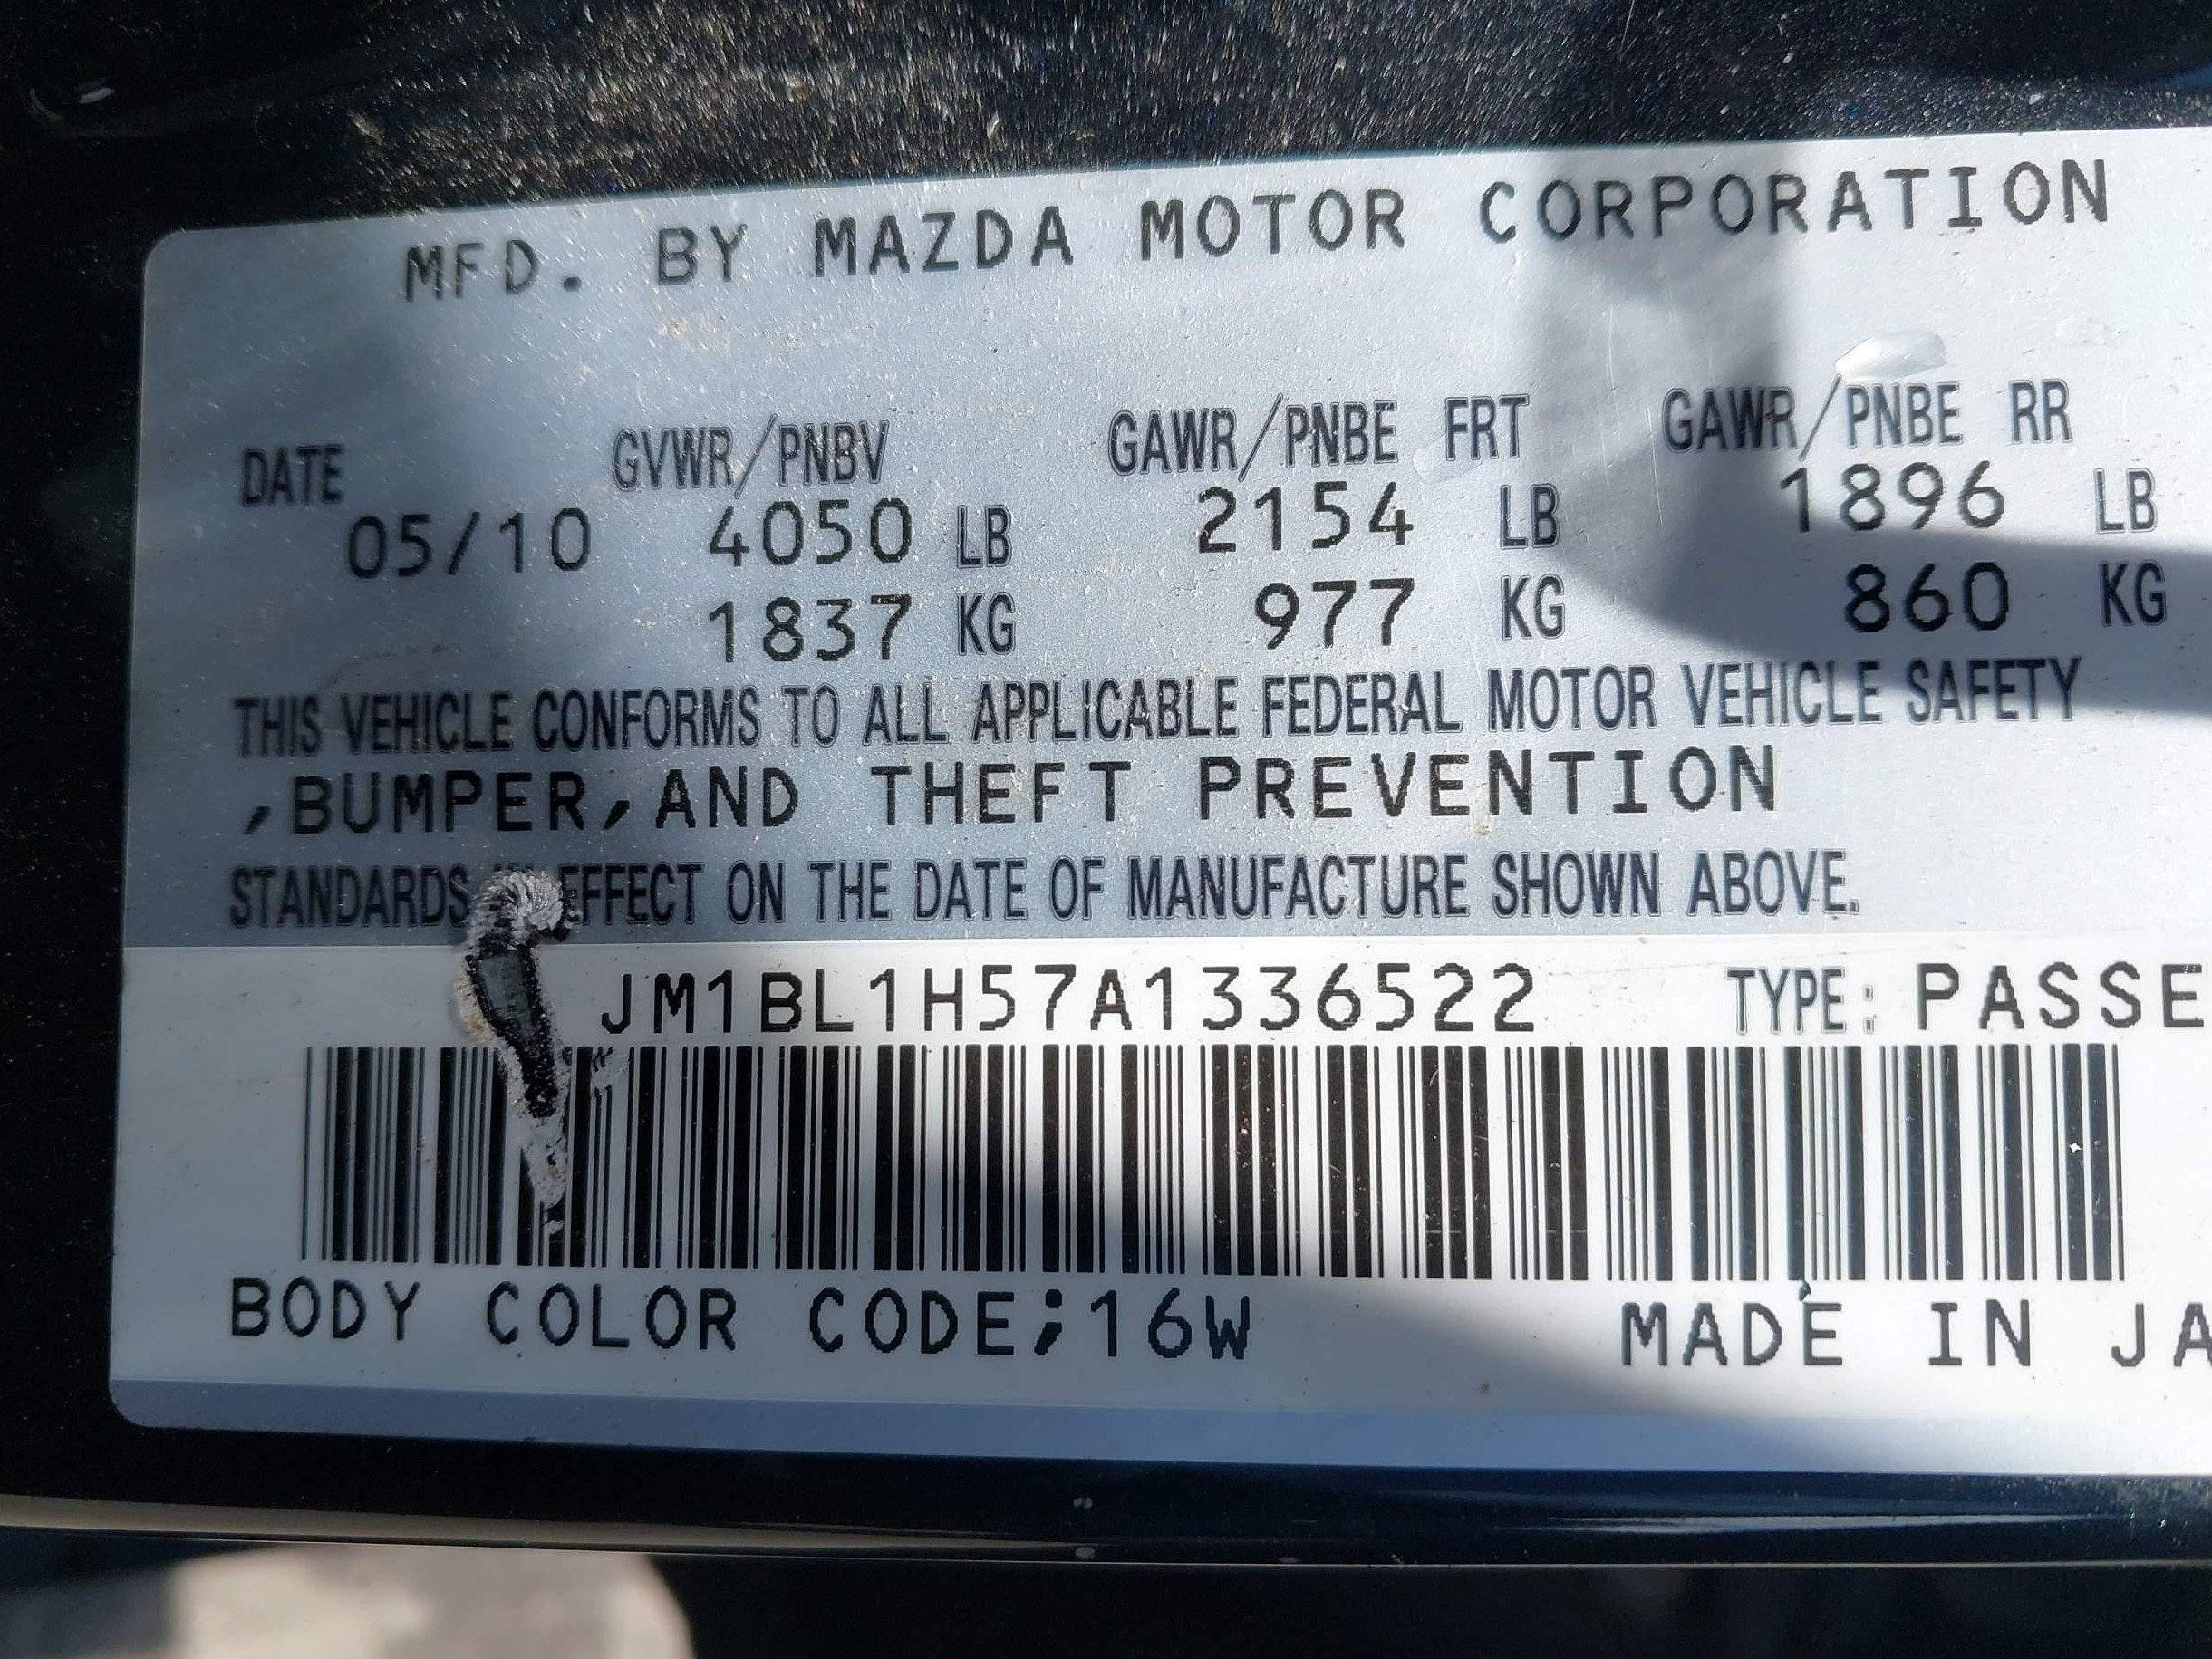 MFD. BY MAZDA MOTOR CORPORATION
DATE GVWR/PNBV GAWR/PNBE FRT GAWR/PNBE RR
05/10 4050 LB 2154 LB 1896 LB
1837 KG 977 KG 860 KG
THIS VEHICLE CONFORMS TO ALL APPLICABLE FEDERAL MOTOR VEHICLE SAFETY
,BUMPER,AND THEFT PREVENTION
STANDARDS EFFECT ON THE DATE OF MANUFACTURE SHOWN ABOVE.
JM1BL1H57A1336522 TYPE: PASSE
BODY COLOR CODE;16W MADE IN JA